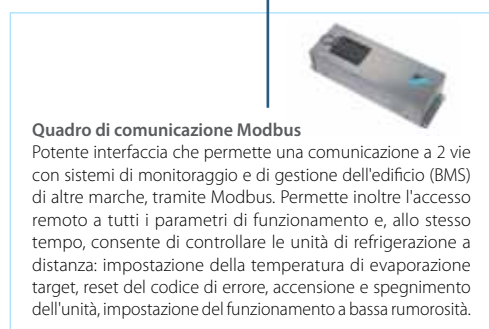 Quadro di comunicazione Modbus
Potente interfaccia che permette una comunicazione a 2 vie
con sistemi di monitoraggio e di gestione dell'edificio (BMS)
di altre marche, tramite Modbus. Permette inoltre l'accesso
remoto a tutti i parametri di funzionamento e, allo stesso
tempo, consente di controllare le unità di refrigerazione a
distanza: impostazione della temperatura di evaporazione
target, reset del codice di errore, accensione e spegnimento
dell'unità, impostazione del funzionamento a bassa rumorosità.